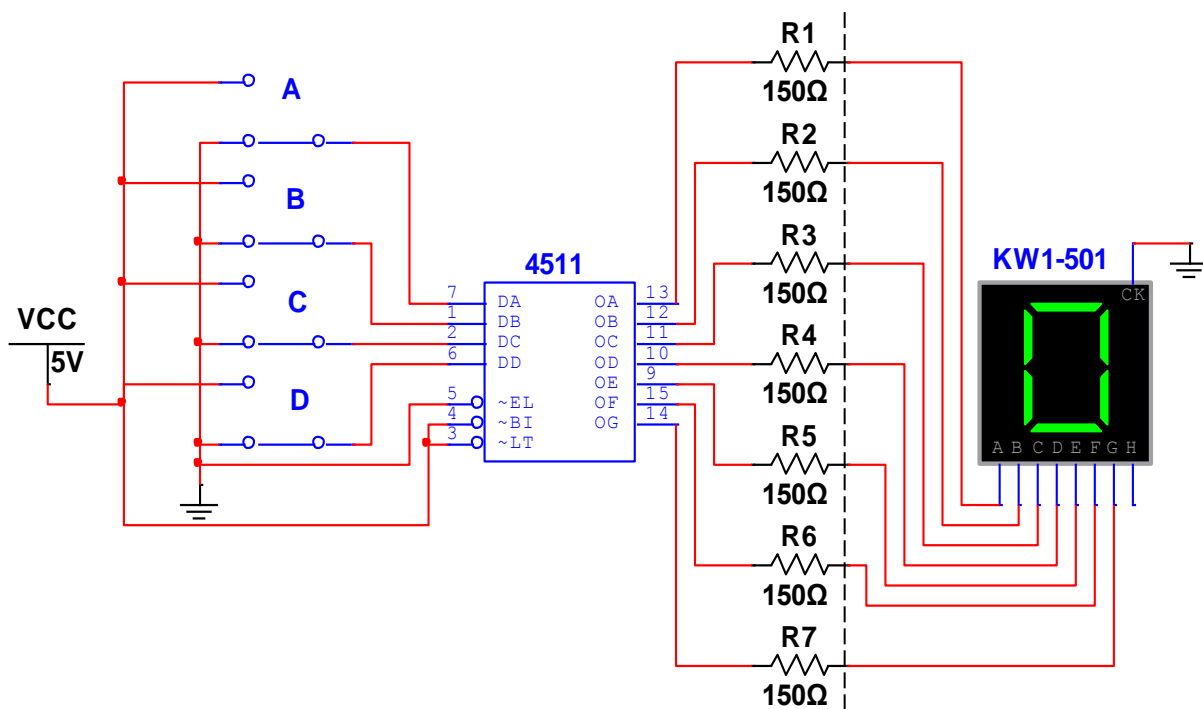 R1
150Ω
A
R2
150Ω
B
R3
150Ω
KW1-501
CK
4511
C
VCC
5V
7 DA OA 13
1 DB OB 12
2 DC OC 11
6 DD OD 10
OE 9
5 ~EL OF 15
4 ~BI OG 14
3 ~LT
R4
150Ω
D
R5
150Ω
A B C D E F G H
R6
150Ω
R7
150Ω
0